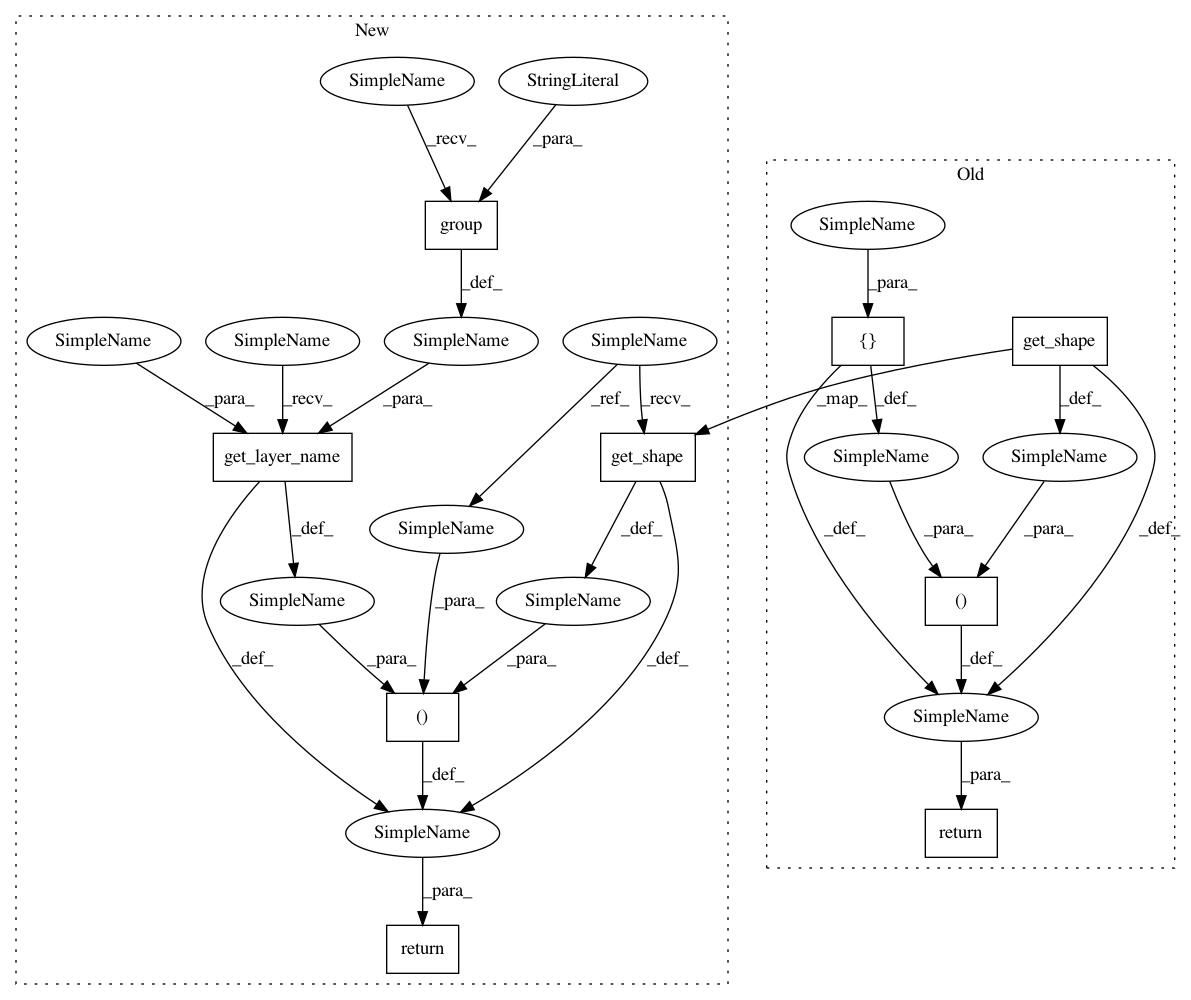 New
SimpleName
StringLiteral
_recv_
_para_
Old
group
SimpleName
_def_
_para_
SimpleName
SimpleName
SimpleName
SimpleName
{}
get_shape
_para_
_recv_
_para_
_ref_
_recv_
_map_
_def_
_def_
get_layer_name
get_shape
SimpleName
SimpleName
_def_
SimpleName
_def_
_def_
_para_
_para_
_def_
SimpleName
SimpleName
()
_para_
_def_
_para_
_para_
_def_
_def_
()
SimpleName
_def_
_para_
SimpleName
return
_para_
return